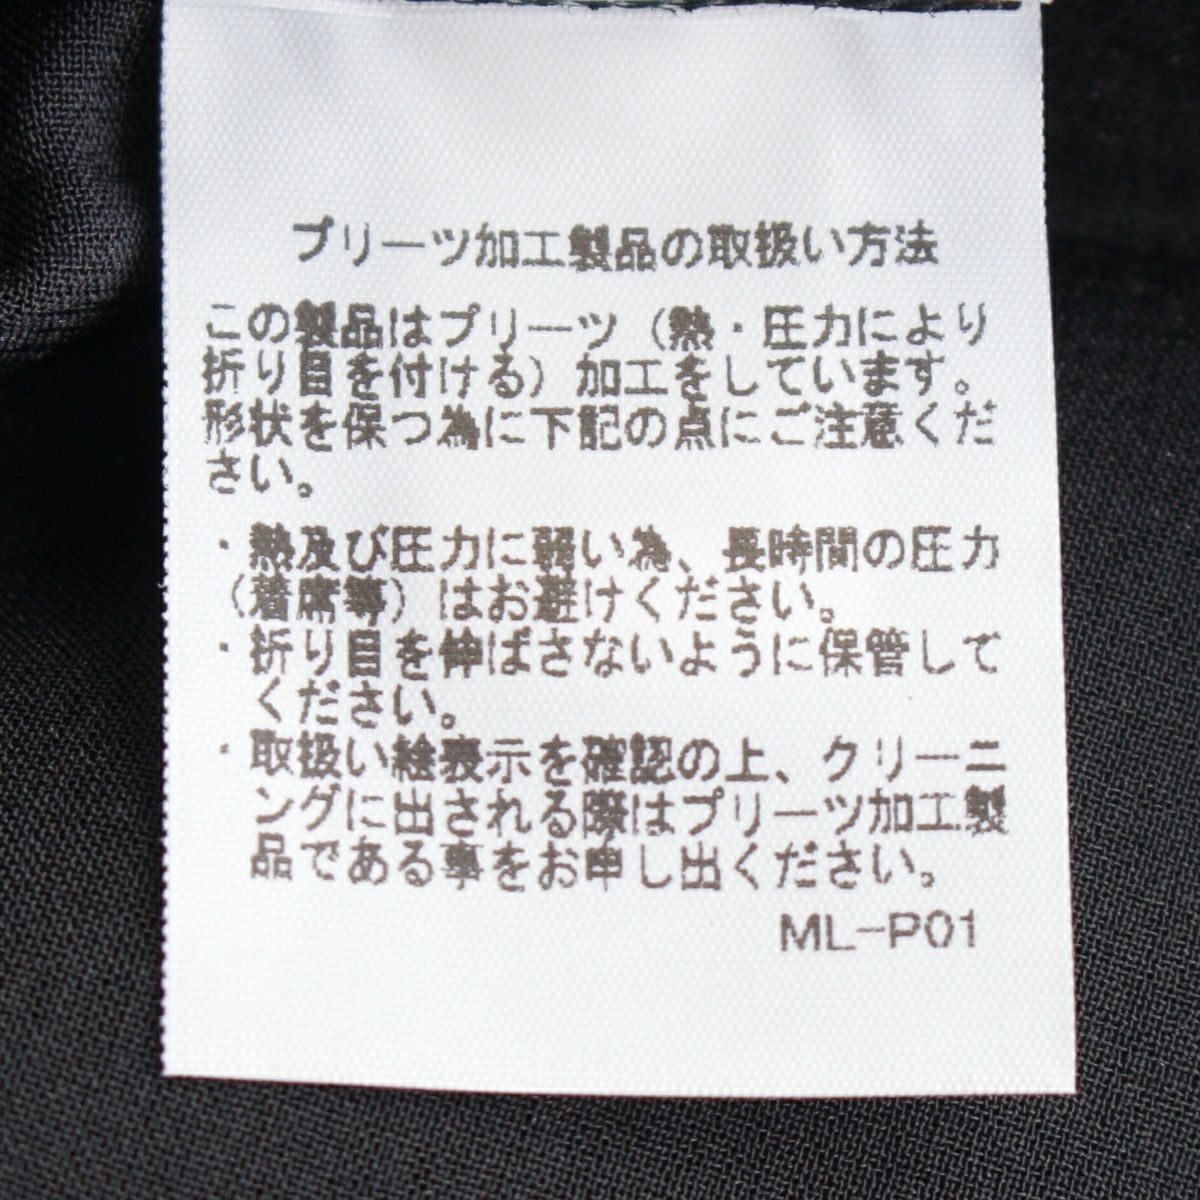 プリーツ加工製品の取扱い方法
この製品はプリーツ（熱・圧力により
折り目を付ける）加工をしています。
形状を保つ為に下記の点にご注意くだ
さい。
・熱及び圧力に弱い為、長時間の圧力
（着席等）はお避けください。
・折り目を伸ばさないように保管して
ください。
・取扱い絵表示を確認の上、クリーニ
ングに出される際はプリーツ加工製
品である事をお申し出ください。
ML-P01